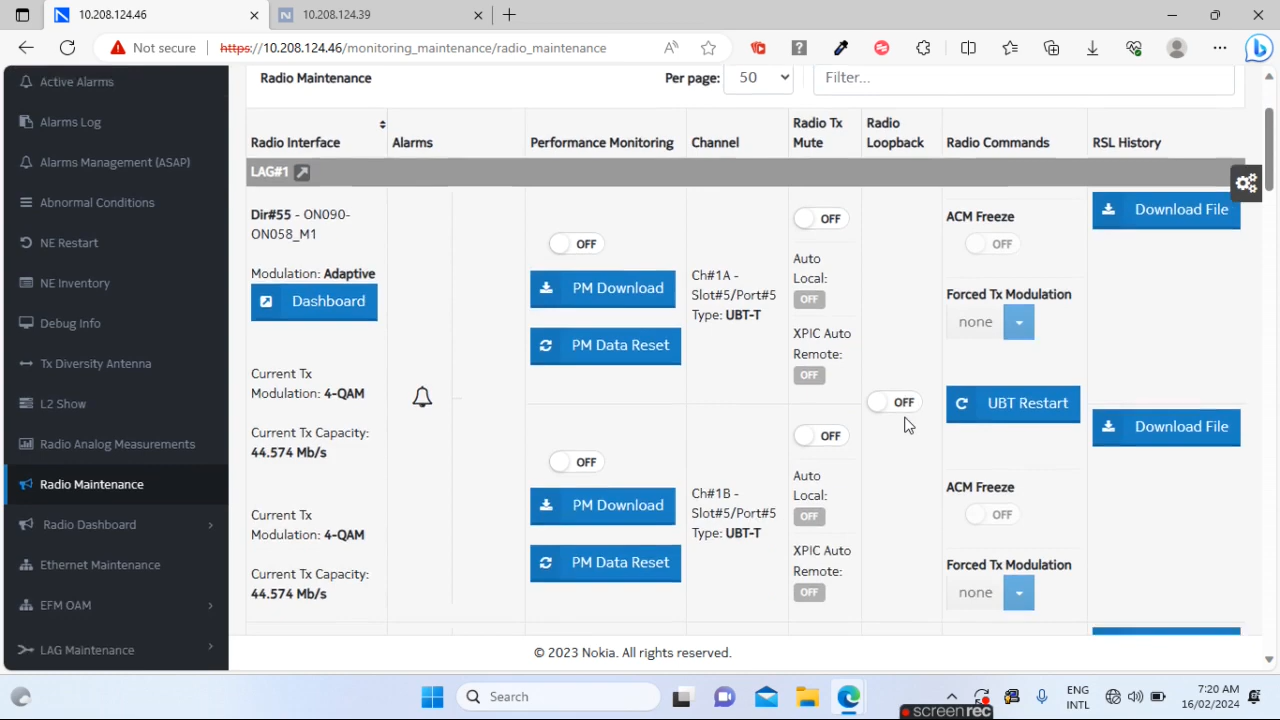 10.208.124.46
10.208.124.39
Not secure
https://10.208.124.46/monitoring_maintenance/radio_maintenance
Active Alarms
Alarms Log
Alarms Management (ASAP)
Abnormal Conditions
NE Restart
NE Inventory
Debug Info
Tx Diversity Antenna
L2 Show
Radio Analog Measurements
Radio Maintenance
Radio Dashboard
Ethernet Maintenance
EFM OAM
LAG Maintenance
Radio Maintenance
Per page:
50
Filter...
Radio Interface
Alarms
Performance Monitoring
Channel
Radio Tx
Mute
Radio
Loopback
Radio Commands
RSL History
LAG#1
Dir#55 - ON090-
ON058_M1
Modulation: Adaptive
Dashboard
Current Tx
Modulation: 4-QAM
Current Tx Capacity:
44.574 Mb/s
Current Tx
Modulation: 4-QAM
Current Tx Capacity:
44.574 Mb/s
OFF
PM Download
PM Data Reset
OFF
PM Download
PM Data Reset
Ch#1A -
Slot#5/Port#5
Type: UBT-T
Ch#1B -
Slot#5/Port#5
Type: UBT-T
OFF
Auto
Local:
OFF
XPIC Auto
Remote:
OFF
OFF
Auto
Local:
OFF
XPIC Auto
Remote:
OFF
OFF
ACM Freeze
OFF
Forced Tx Modulation
none
UBT Restart
ACM Freeze
OFF
Forced Tx Modulation
none
Download File
Download File
© 2023 Nokia. All rights reserved.
Search
ENG
INTL
7:20 AM
16/02/2024
screenrec